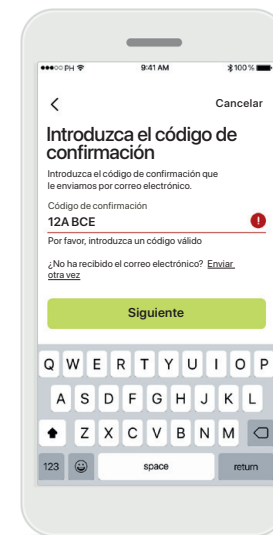 PH 9:41 AM 100%
Cancelar
Introduzca el código de
confirmación
Introduzca el código de confirmación que
le enviamos por correo electrónico.
Código de confirmación
12A BCE
Por favor, introduzca un código válido
¿No ha recibido el correo electrónico? Enviar
otra vez
Siguiente
Q W E R T Y U I O P
A S D F G H J K L
Z X C V B N M
123 space return